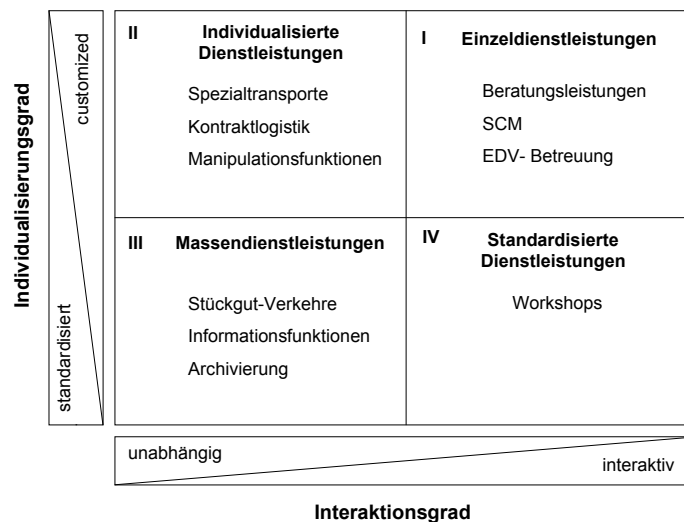 Individualisierungsgrad
customized
standardisiert
II Individualisierte
Dienstleistungen
Spezialtransporte
Kontraktlogistik
Manipulationsfunktionen
I Einzeldienstleistungen
Beratungsleistungen
SCM
EDV- Betreuung
III Massendienstleistungen
Stückgut-Verkehre
Informationsfunktionen
Archivierung
IV Standardisierte
Dienstleistungen
Workshops
unabhängig
interaktiv
Interaktionsgrad